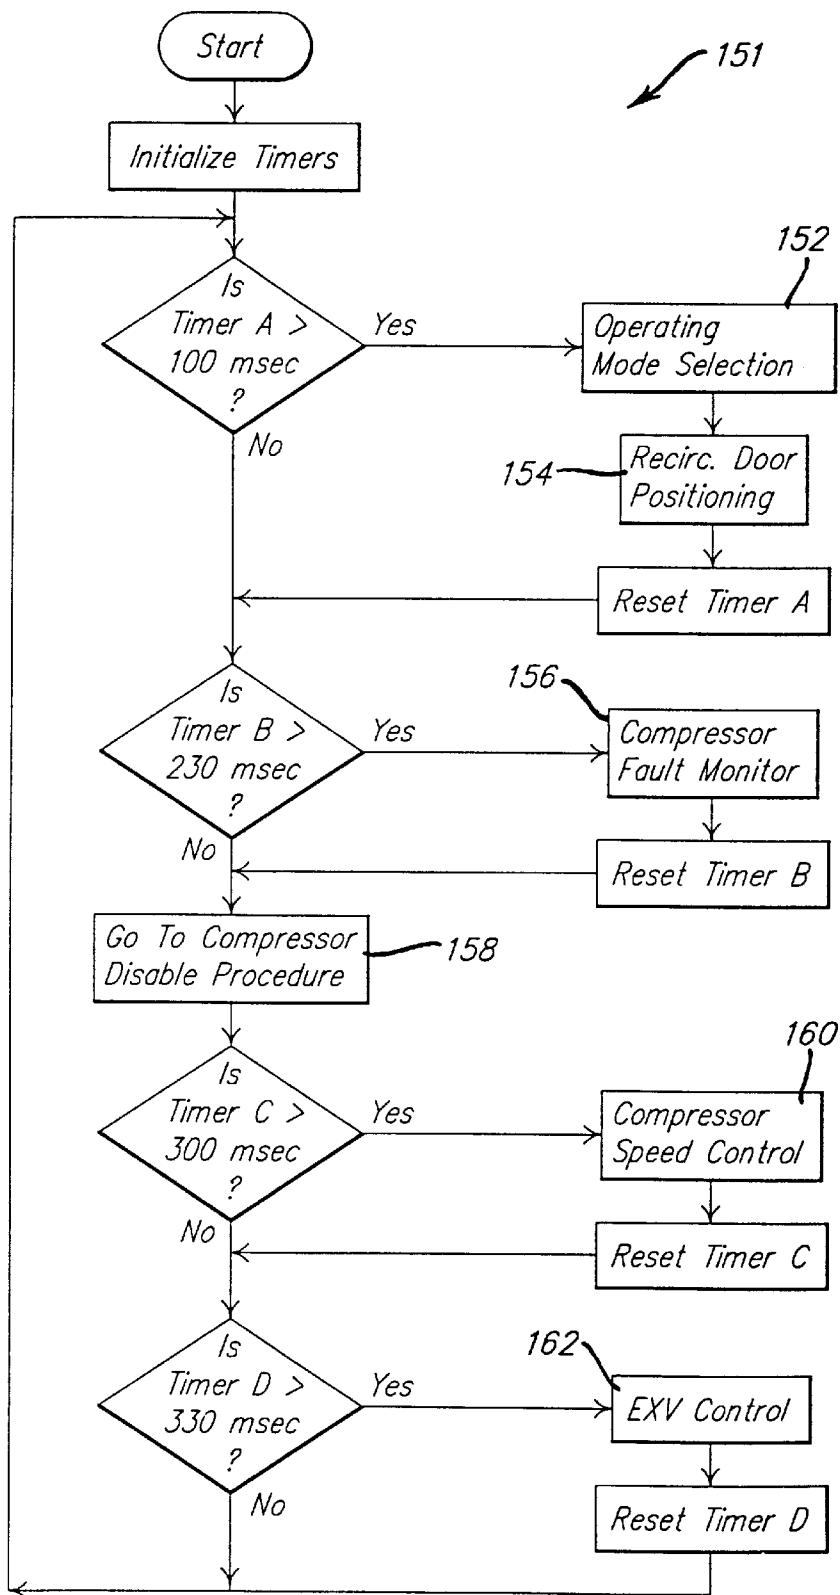 Start
151
Initialize Timers
152
Is
Timer A >
100 msec
?
Yes
No
Operating
Mode Selection
154
Recirc. Door
Positioning
Reset Timer A
156
Is
Timer B >
230 msec
?
Yes
No
Compressor
Fault Monitor
Reset Timer B
Go To Compressor
Disable Procedure
158
160
Is
Timer C >
300 msec
?
Yes
No
Compressor
Speed Control
Reset Timer C
162
Is
Timer D >
330 msec
?
Yes
No
EXV Control
Reset Timer D